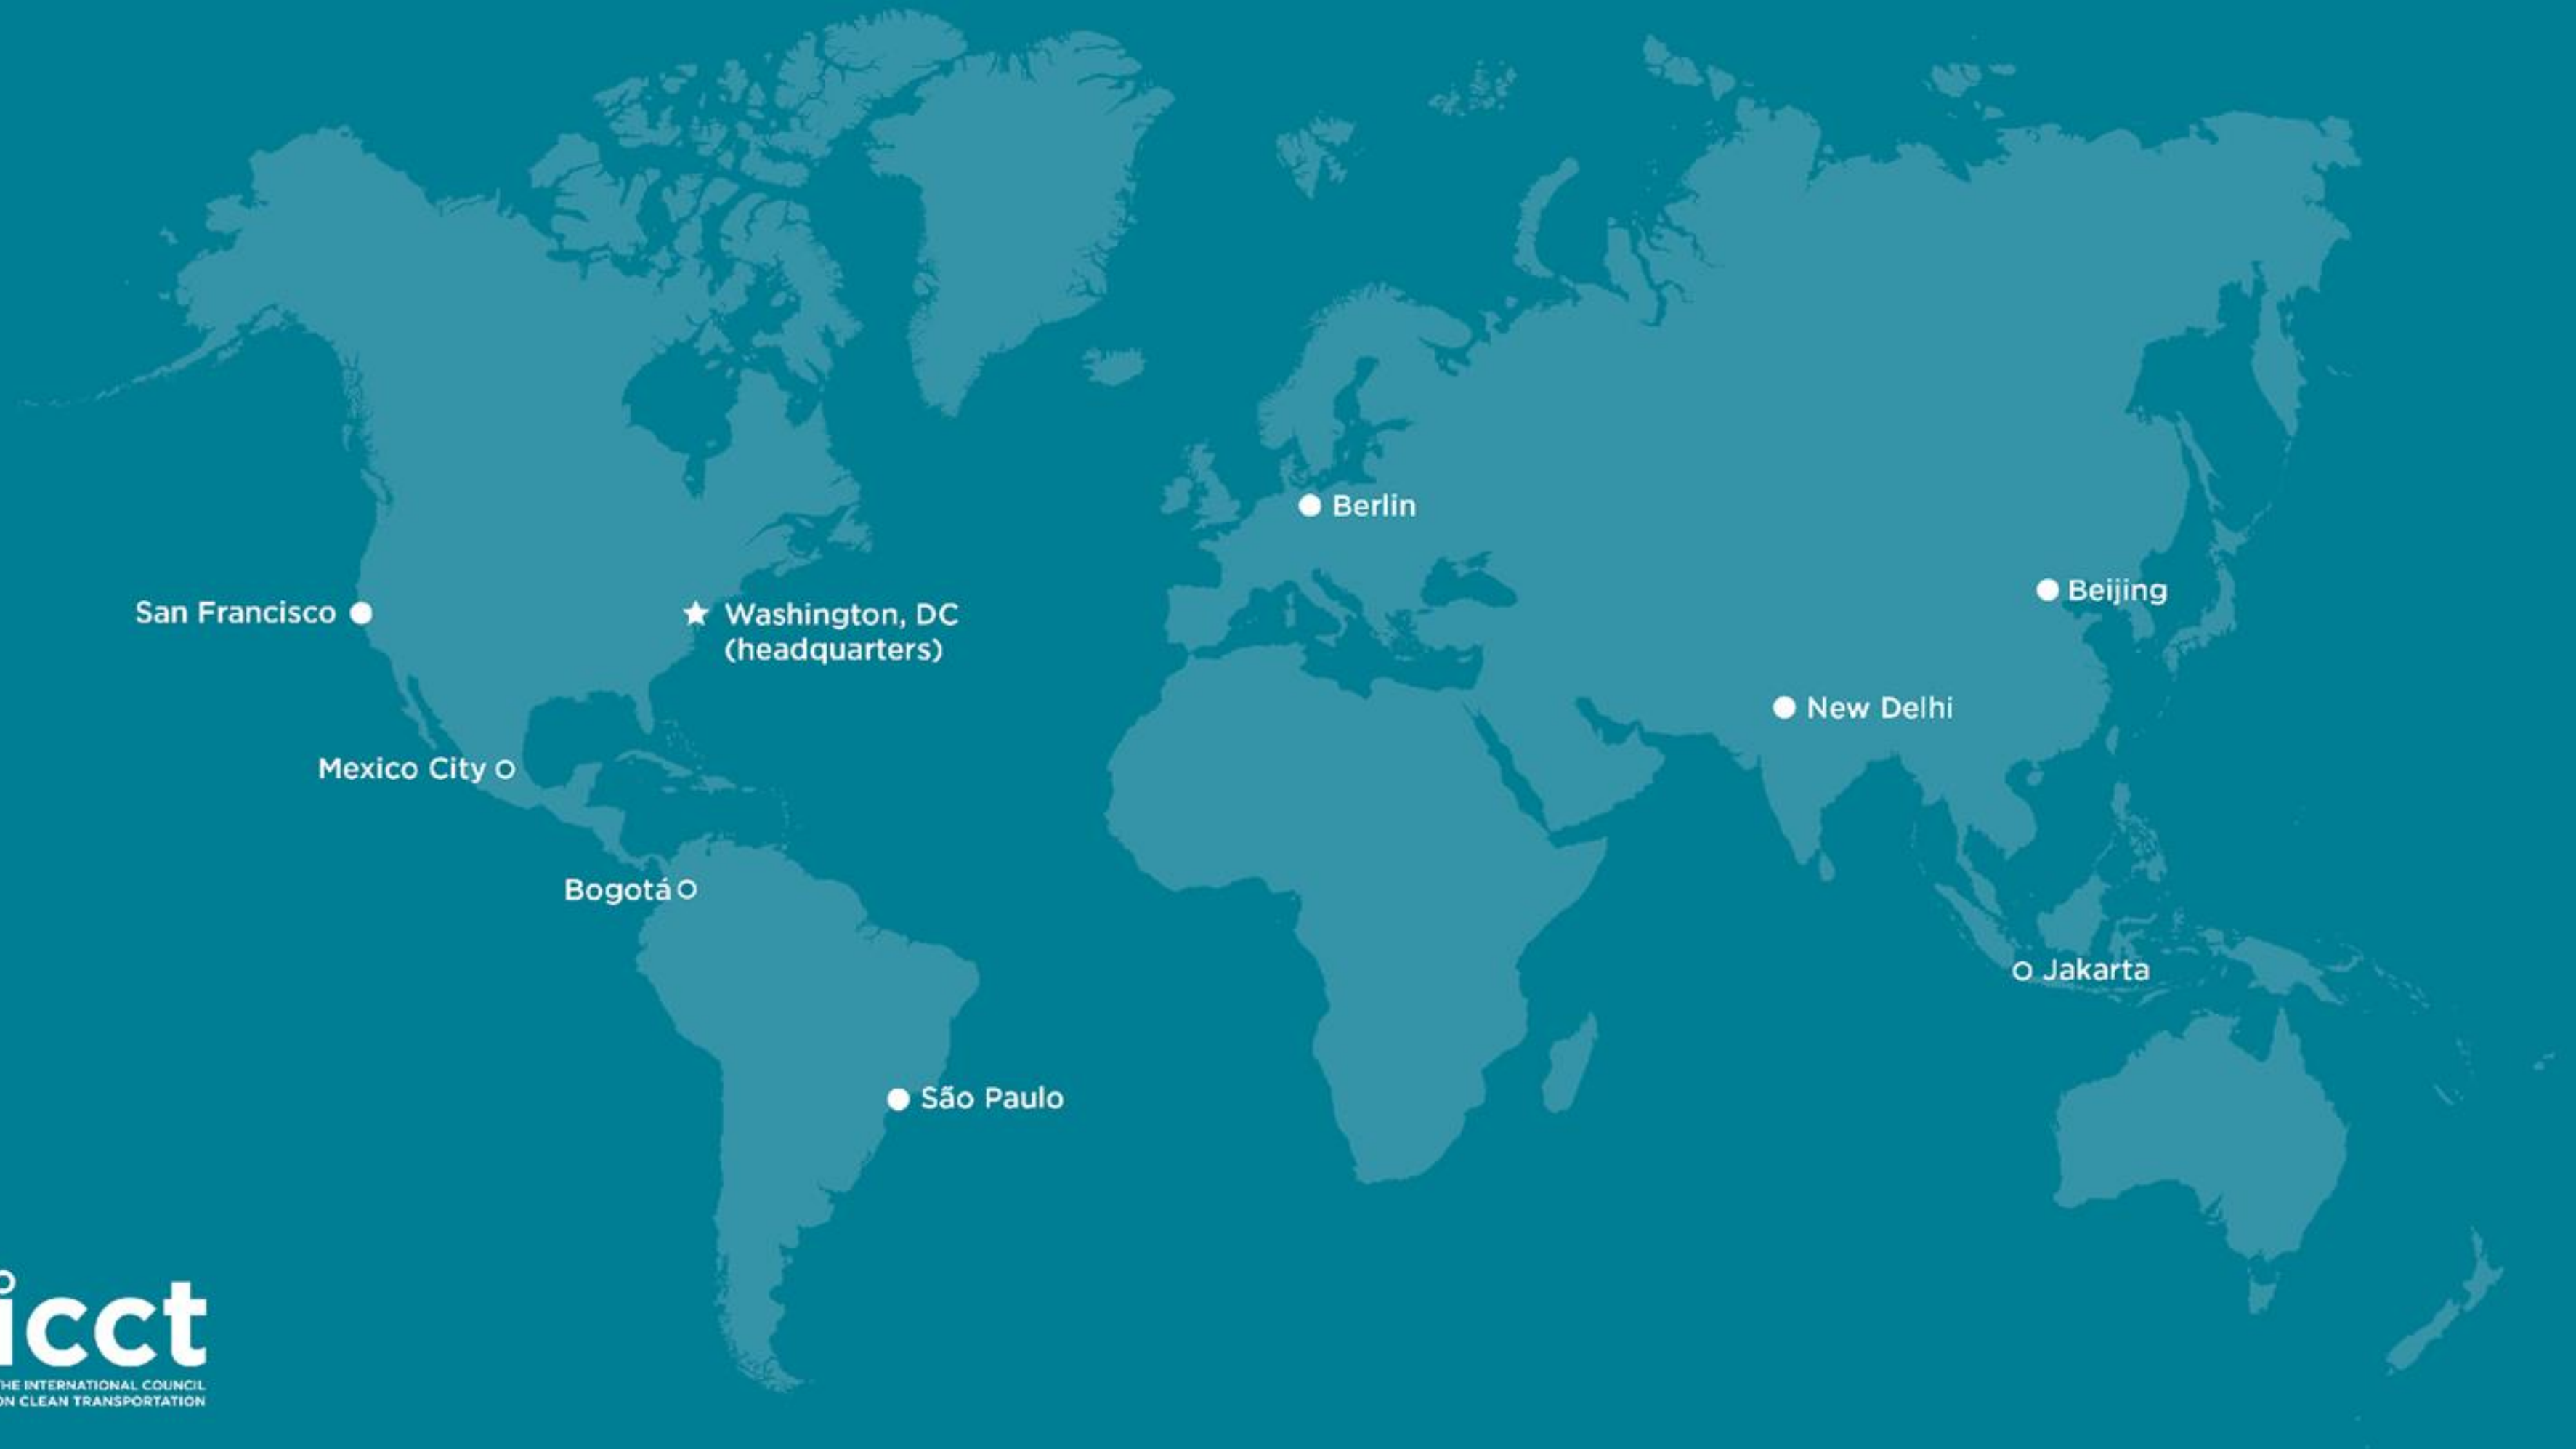 Berlin
Beijing
San Francisco
Washington, DC
(headquarters)
New Delhi
Mexico City
Bogotá
Jakarta
São Paulo
icct
HE INTERNATIONAL COUNCIL
ON CLEAN TRANSPORTATION